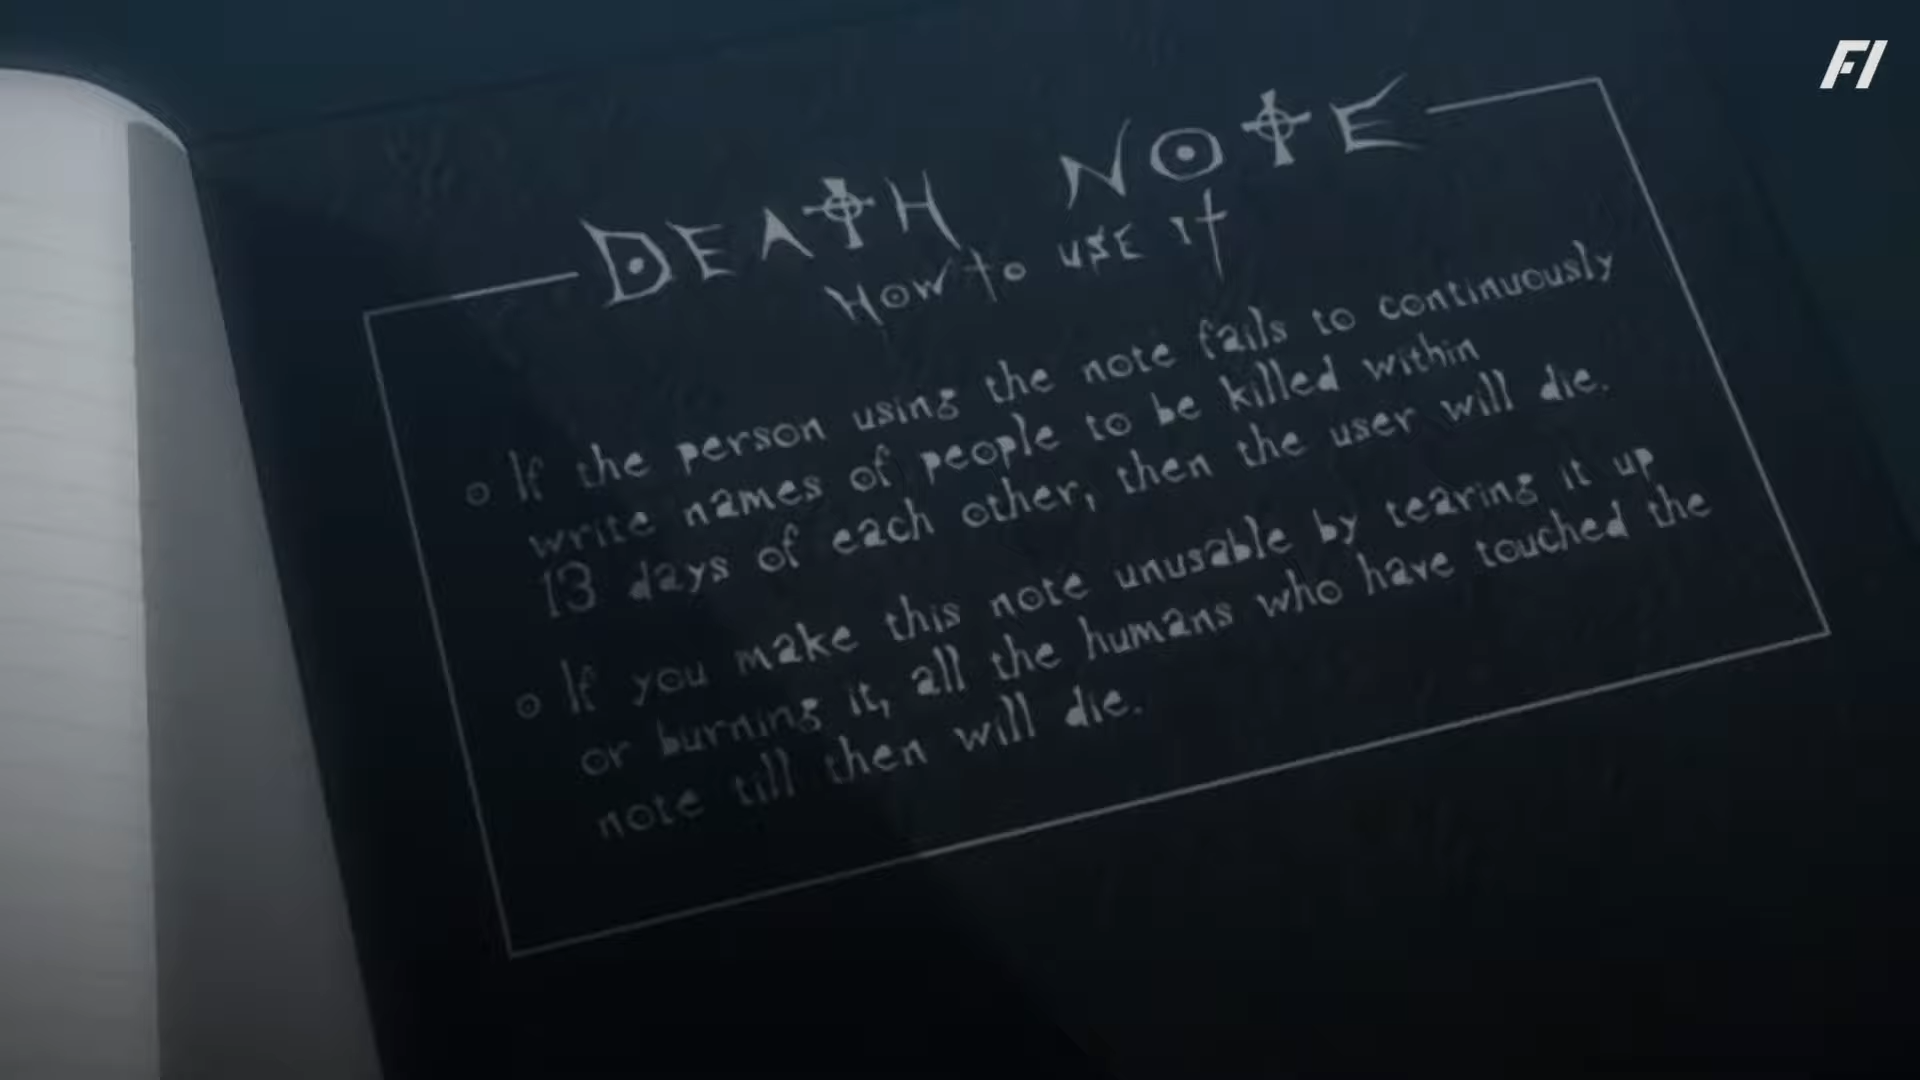 FI
DEATH NOTE
How to use it
If the person using the note fails to continuously
write names of people to be killed within
13 days of each other, then the user will die.
If you make this note unusable by tearing it up
or burning it, all the humans who have touched the
note till then will die.